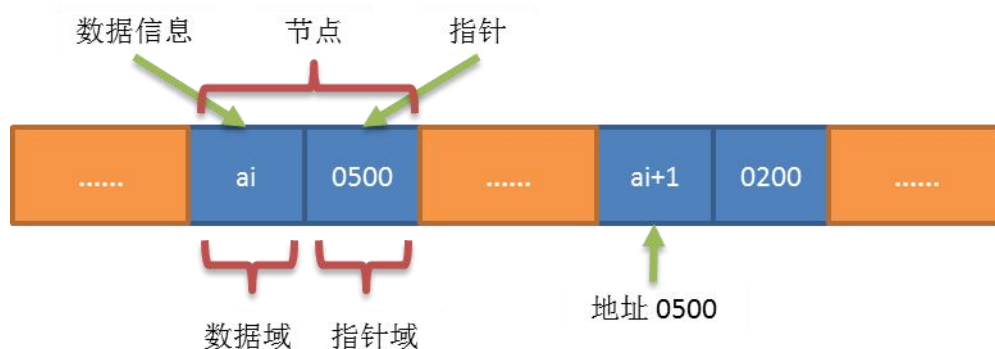 数据信息 节点 指针
...... ai 0500 ...... ai+1 0200 ......
数据域 指针域 地址 0500